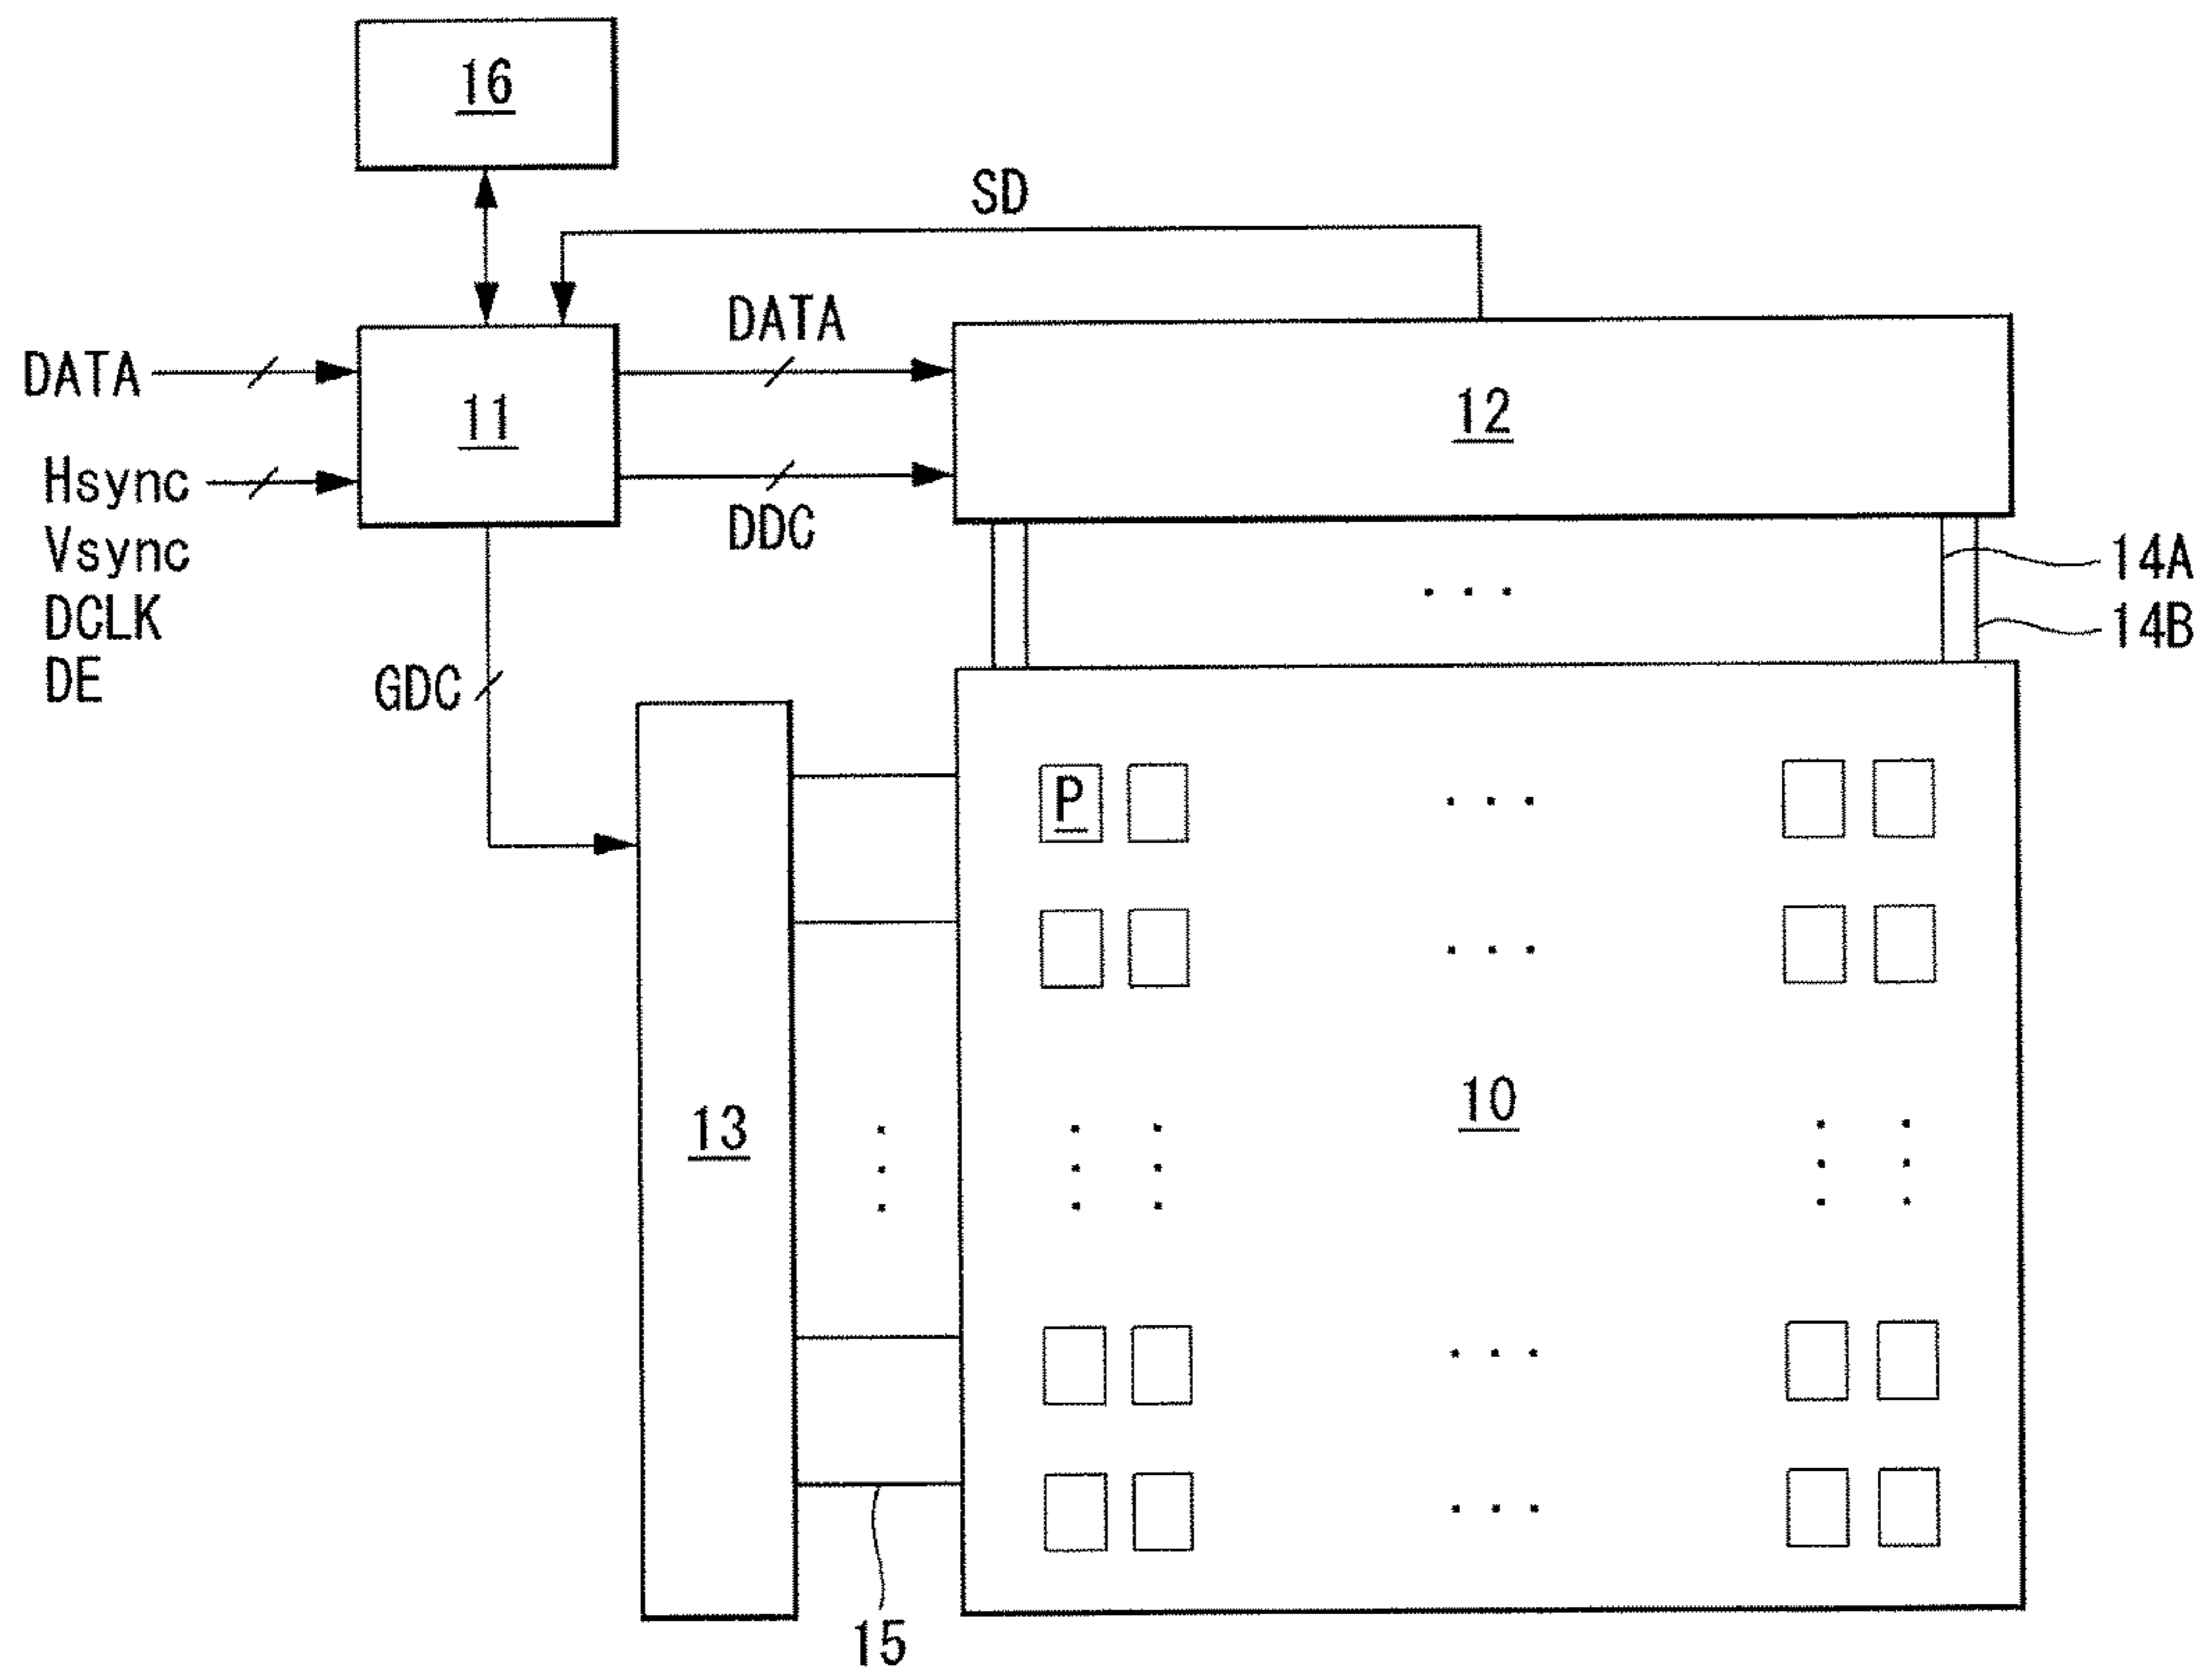 16
SD
DATA
DATA
11
12
Hsync
DDC
Vsync
14A
DCLK
14B
DE
GDC
P
10
13
15